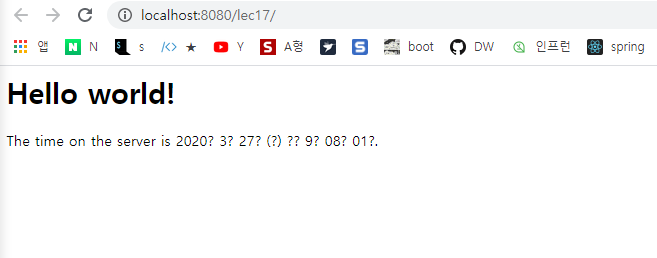 localhost:8080/lec17/
앱 N s </> ★ Y A형 boot DW 인프런 spring
Hello world!
The time on the server is 2020? 3? 27? (?) ?? 9? 08? 01?.